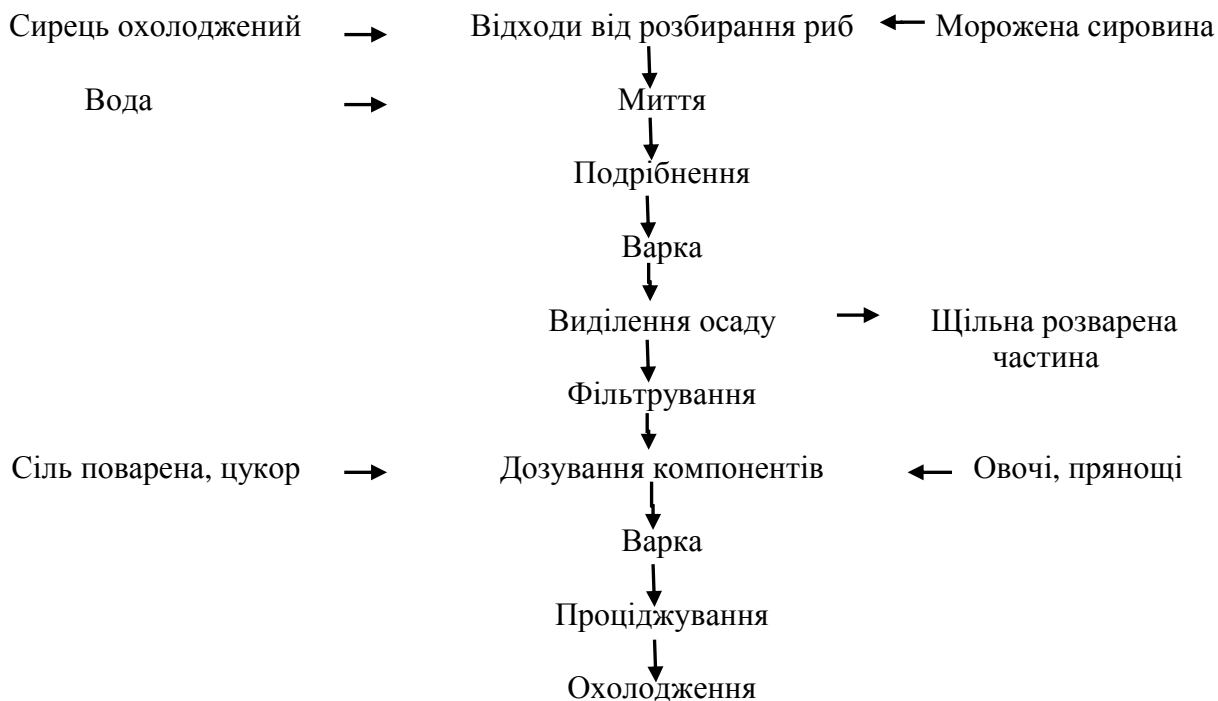 Сирець охолоджений Відходи від розбирання риб Морожена сировина
Вода Миття
Подрібнення
Варка
Виділення осаду Щільна розварена
частина
Фільтрування
Сіль поварена, цукор Дозування компонентів Овочі, прянощі
Варка
Проціджування
Охолодження